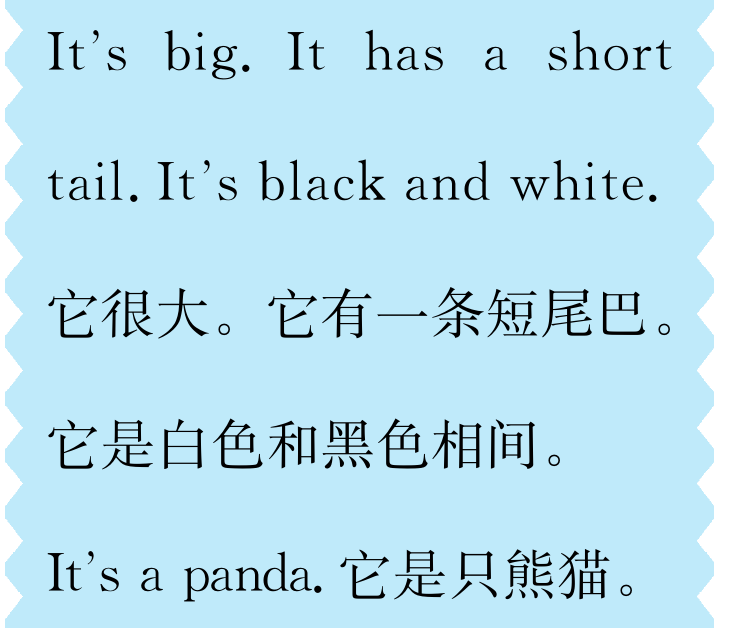 It’s big. It has a short
tail. It’s black and white.
它很大。它有一条短尾巴。
它是白色和黑色相间。
It’s a panda. 它是只熊猫。